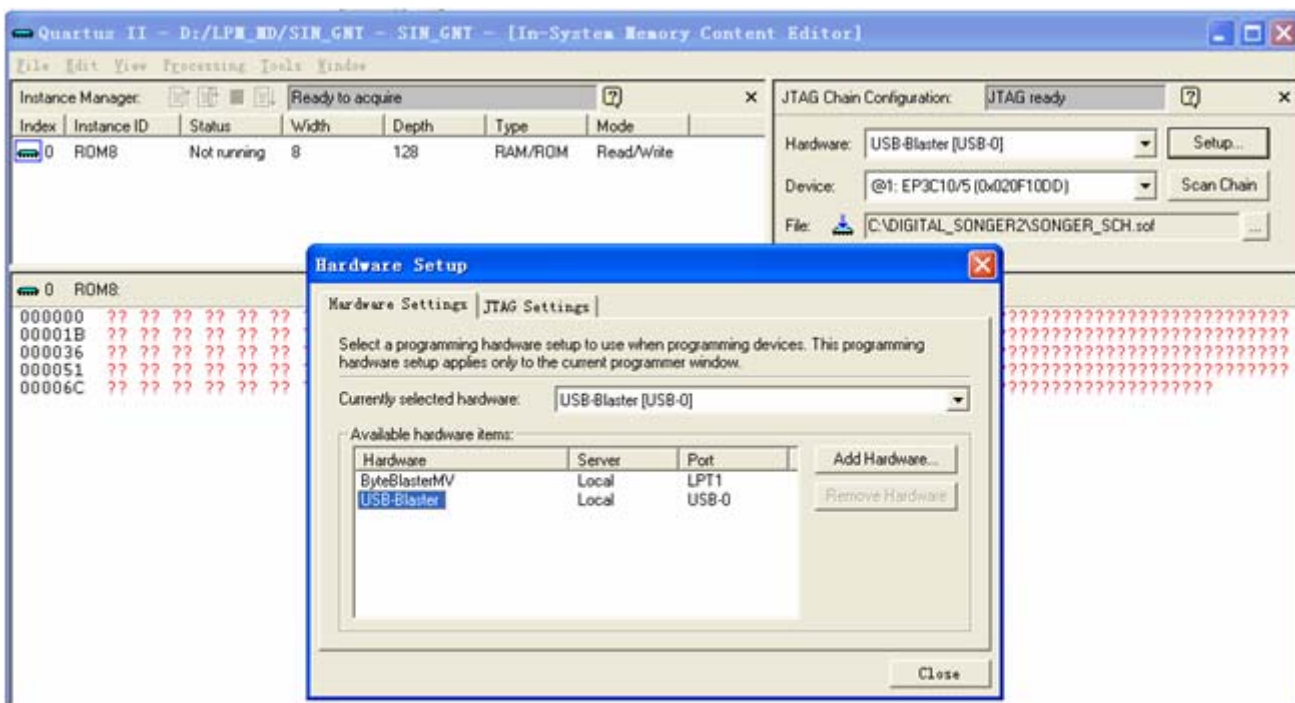 Quartus II - D:/LPM_MD/SIN_GNT - SIN_GNT - [In-System Memory Content Editor]
File Edit View Processing Tools Window
Instance Manager: Ready to acquire
Index Instance ID Status Width Depth Type Mode
0 ROM8 Not running 8 128 RAM/ROM Read/Write
JTAG Chain Configuration: JTAG ready
Hardware: USB-Blaster [USB-0] Setup...
Device: @1: EP3C10/5 (0x020F10DD) Scan Chain
File: C:\DIGITAL_SONGER2\SONGER_SCH.sof ...
0 ROM8:
000000 ?? ?? ?? ?? ?? ?? ??????????????????????????
00001B ?? ?? ?? ?? ?? ?? ??????????????????????????
000036 ?? ?? ?? ?? ?? ?? ??????????????????????????
000051 ?? ?? ?? ?? ?? ?? ??????????????????????????
00006C ?? ?? ?? ?? ?? ?? ???????????????????
Hardware Setup
Hardware Settings JTAG Settings
Select a programming hardware setup to use when programming devices. This programming
hardware setup applies only to the current programmer window.
Currently selected hardware: USB-Blaster [USB-0]
Available hardware items:
Hardware Server Port
ByteBlasterMV Local LPT1
USB-Blaster Local USB-0
Add Hardware...
Remove Hardware
Close